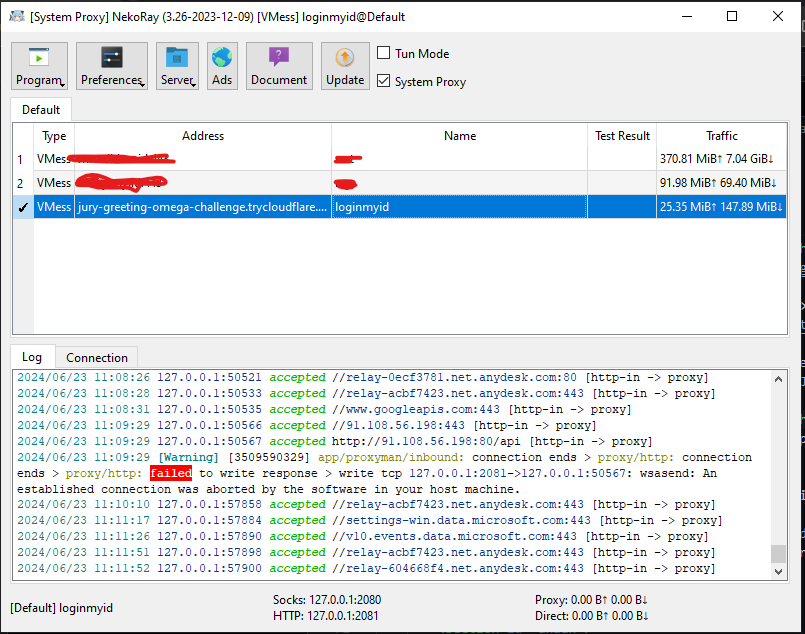 [System Proxy] NekoRay (3.26-2023-12-09) [VMess] loginmyid@Default
Program Preferences Server Ads Document Update
Tun Mode
System Proxy
Default
Type Address Name Test Result Traffic
1 VMess 370.81 MiB↑ 7.04 GiB↓
2 VMess 91.98 MiB↑ 69.40 MiB↓
✓ VMess jury-greeting-omega-challenge.trycloudflare.... loginmyid 25.35 MiB↑ 147.89 MiB↓
Log Connection
2024/06/23 11:08:26 127.0.0.1:50521 accepted //relay-0ecf3781.net.anydesk.com:80 [http-in -> proxy]
2024/06/23 11:08:28 127.0.0.1:50533 accepted //relay-acbf7423.net.anydesk.com:443 [http-in -> proxy]
2024/06/23 11:08:31 127.0.0.1:50535 accepted //www.googleapis.com:443 [http-in -> proxy]
2024/06/23 11:09:29 127.0.0.1:50566 accepted //91.108.56.198:443 [http-in -> proxy]
2024/06/23 11:09:29 127.0.0.1:50567 accepted http://91.108.56.198:80/api [http-in -> proxy]
2024/06/23 11:09:29 [Warning] [3509590329] app/proxyman/inbound: connection ends > proxy/http: connection
ends > proxy/http: failed to write response > write tcp 127.0.0.1:2081->127.0.0.1:50567: wsasend: An
established connection was aborted by the software in your host machine.
2024/06/23 11:10:10 127.0.0.1:57858 accepted //relay-acbf7423.net.anydesk.com:443 [http-in -> proxy]
2024/06/23 11:11:17 127.0.0.1:57884 accepted //settings-win.data.microsoft.com:443 [http-in -> proxy]
2024/06/23 11:11:26 127.0.0.1:57890 accepted //v10.events.data.microsoft.com:443 [http-in -> proxy]
2024/06/23 11:11:51 127.0.0.1:57898 accepted //relay-acbf7423.net.anydesk.com:443 [http-in -> proxy]
2024/06/23 11:11:52 127.0.0.1:57900 accepted //relay-604668f4.net.anydesk.com:443 [http-in -> proxy]
[Default] loginmyid
Socks: 127.0.0.1:2080
HTTP: 127.0.0.1:2081
Proxy: 0.00 B↑ 0.00 B↓
Direct: 0.00 B↑ 0.00 B↓